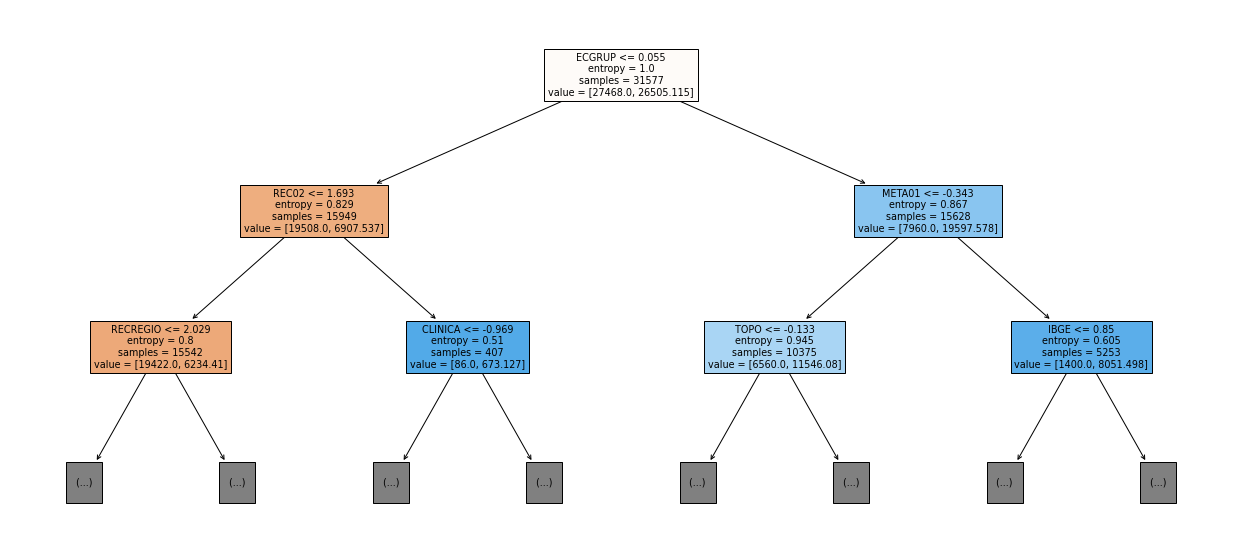 ECGRUP <= 0.055
entropy = 1.0
samples = 31577
value = [27468.0, 26505.115]
REC02 <= 1.693
entropy = 0.829
samples = 15949
value = [19508.0, 6907.537]
META01 <= -0.343
entropy = 0.867
samples = 15628
value = [7960.0, 19597.578]
RECREGIO <= 2.029
entropy = 0.8
samples = 15542
value = [19422.0, 6234.41]
CLINICA <= -0.969
entropy = 0.51
samples = 407
value = [86.0, 673.127]
TOPO <= -0.133
entropy = 0.945
samples = 10375
value = [6560.0, 11546.08]
IBGE <= 0.85
entropy = 0.605
samples = 5253
value = [1400.0, 8051.498]
(...)
(...)
(...)
(...)
(...)
(...)
(...)
(...)